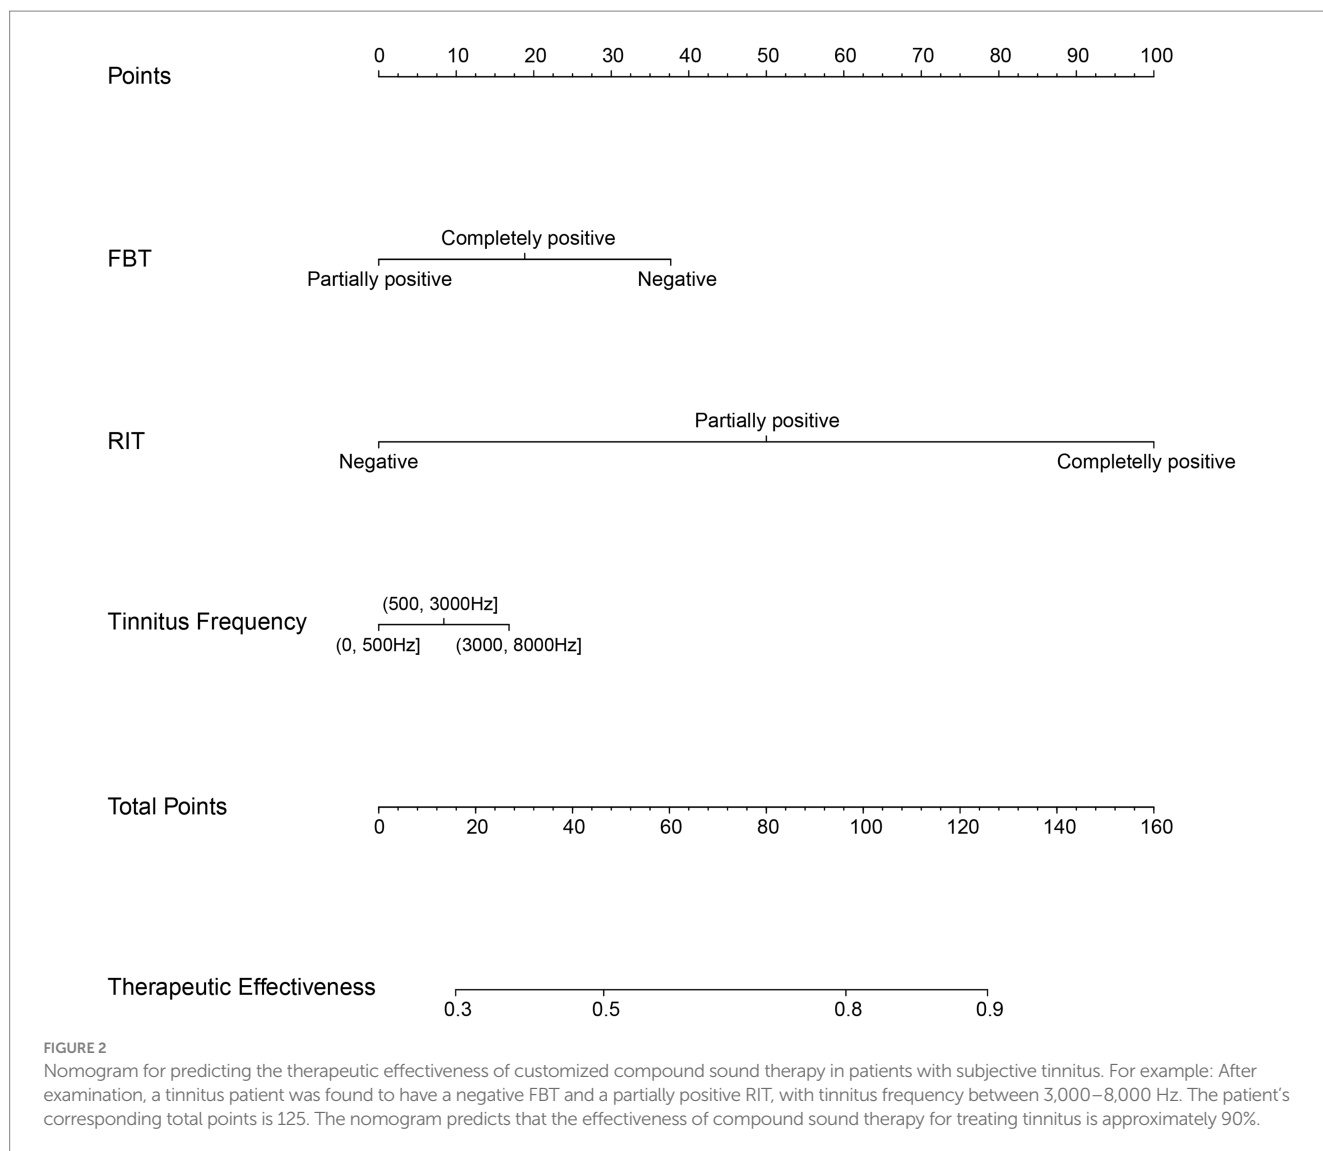 0 10 20 30 40 50 60 70 80 90 100
Points
Completely positive
FBT
Partially positive Negative
Partially positive
RIT
Negative Completelly positive
(500, 3000Hz]
Tinnitus Frequency
(0, 500Hz] (3000, 8000Hz]
Total Points
0 20 40 60 80 100 120 140 160
Therapeutic Effectiveness
0.3 0.5 0.8 0.9
FIGURE 2
Nomogram for predicting the therapeutic effectiveness of customized compound sound therapy in patients with subjective tinnitus. For example: After
examination, a tinnitus patient was found to have a negative FBT and a partially positive RIT, with tinnitus frequency between 3,000–8,000 Hz. The patient's
corresponding total points is 125. The nomogram predicts that the effectiveness of compound sound therapy for treating tinnitus is approximately 90%.